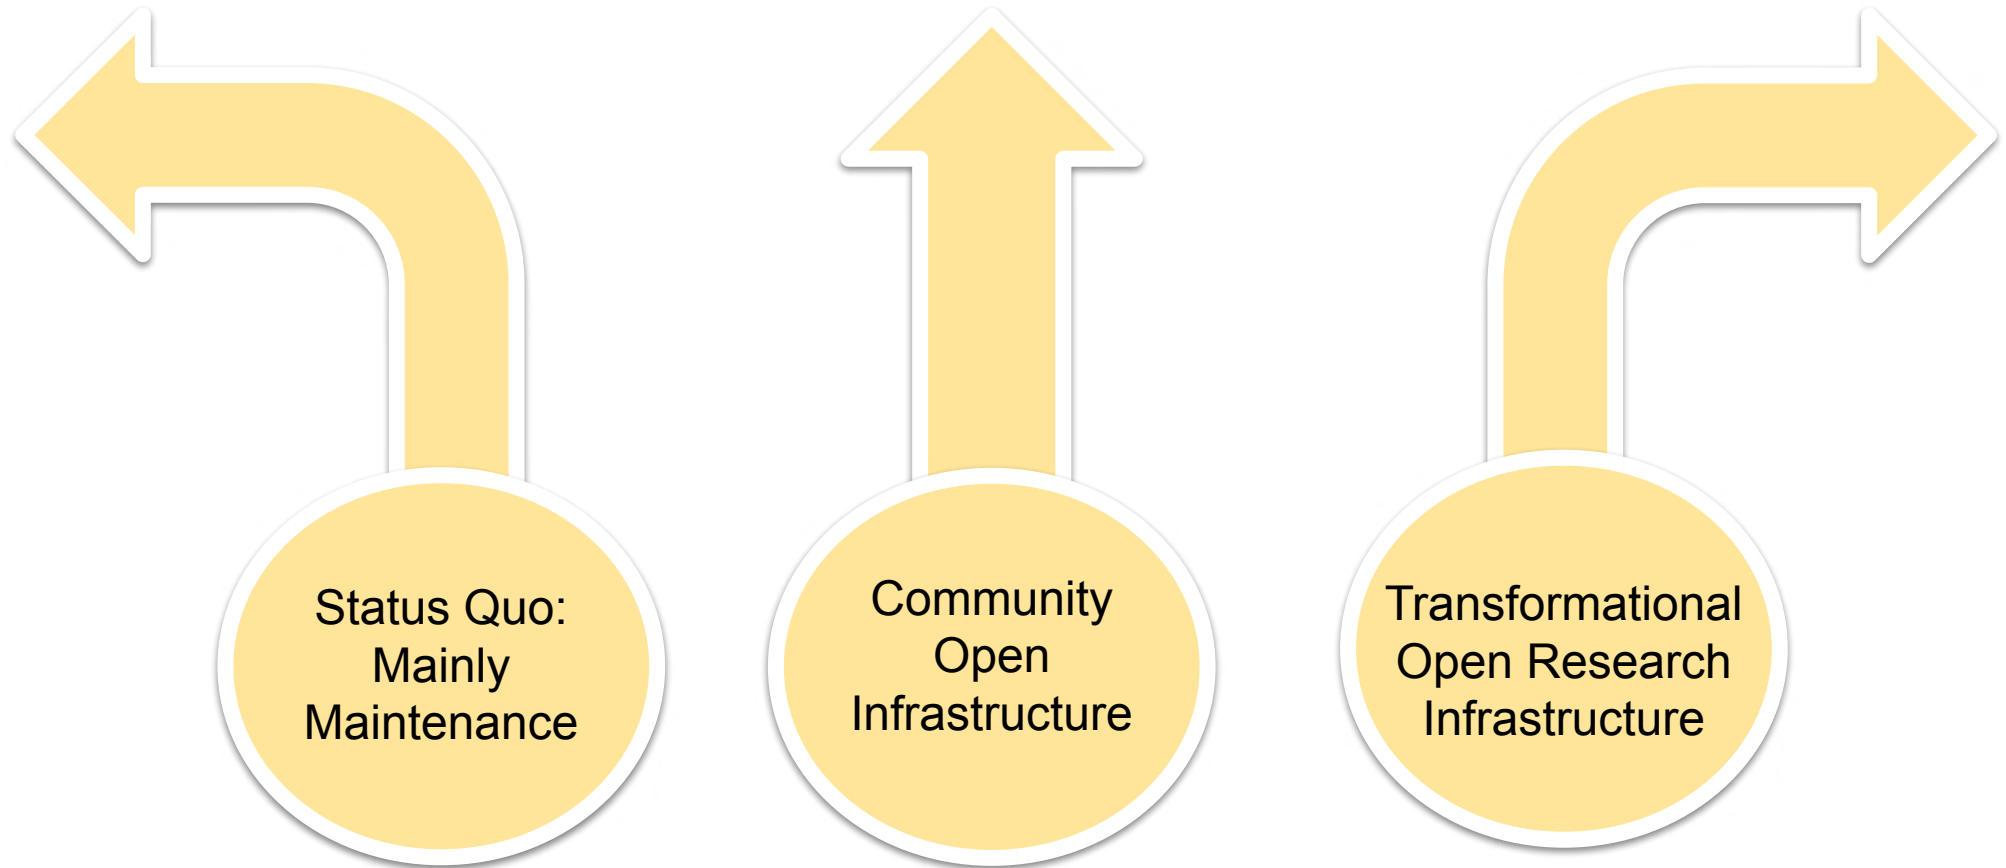 Status Quo:
Mainly
Maintenance
Community
Open
Infrastructure
Transformational
Open Research
Infrastructure